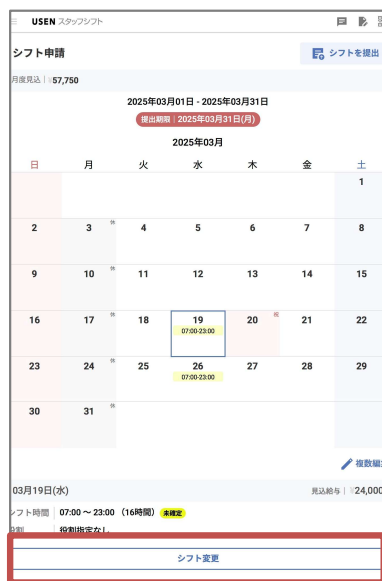 USEN スタッフシフト
シフト申請
シフトを提出
月度見込 ¥57,750
2025年03月01日 - 2025年03月31日
提出期限 2025年03月31日(月)
2025年03月
日 月 火 水 木 金 土
1
2 3 休 4 5 6 7 8
9 10 休 11 12 13 14 15
16 17 休 18 19 20 祝 21 22
07:00-23:00
23 24 休 25 26 27 28 29
07:00-23:00
30 31 休
複数編
03月19日(水) 見込給与 ¥24,000
シフト時間 07:00 ～ 23:00 （16時間） 未確定
役割 役割指定なし
シフト変更